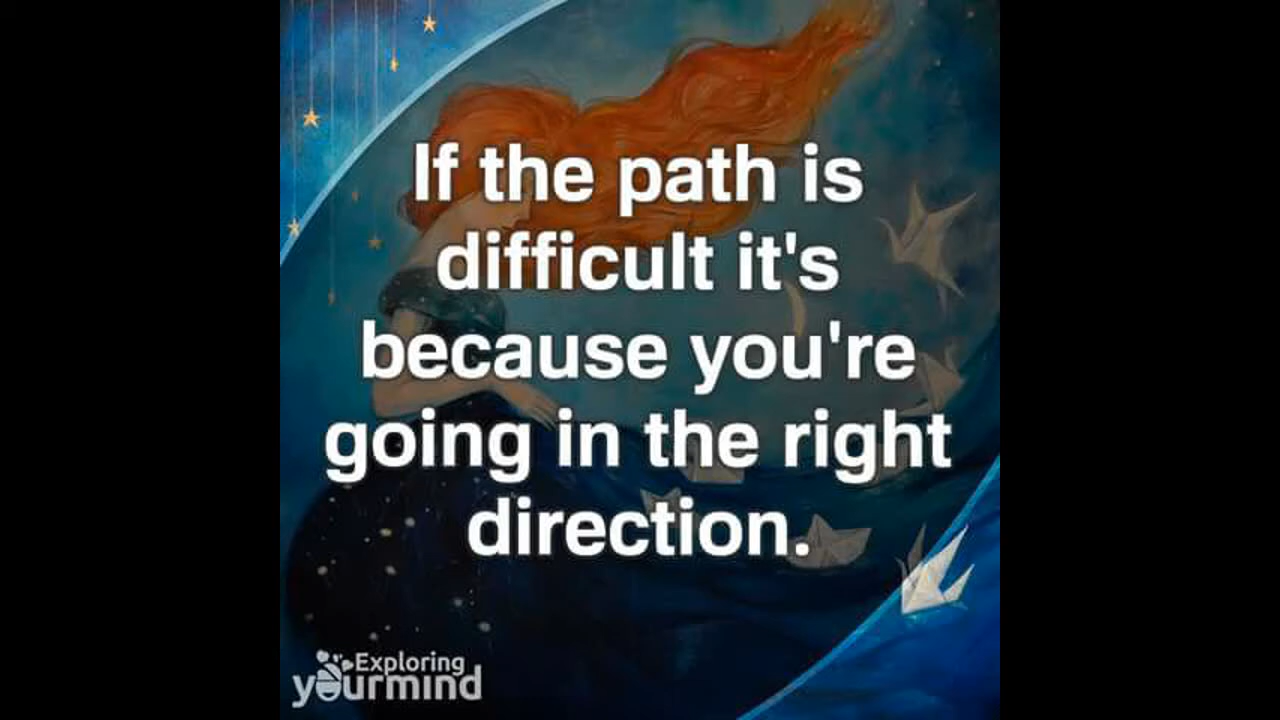 If the path is
difficult it's
because you're
going in the right
direction.
Exploring
yourmind